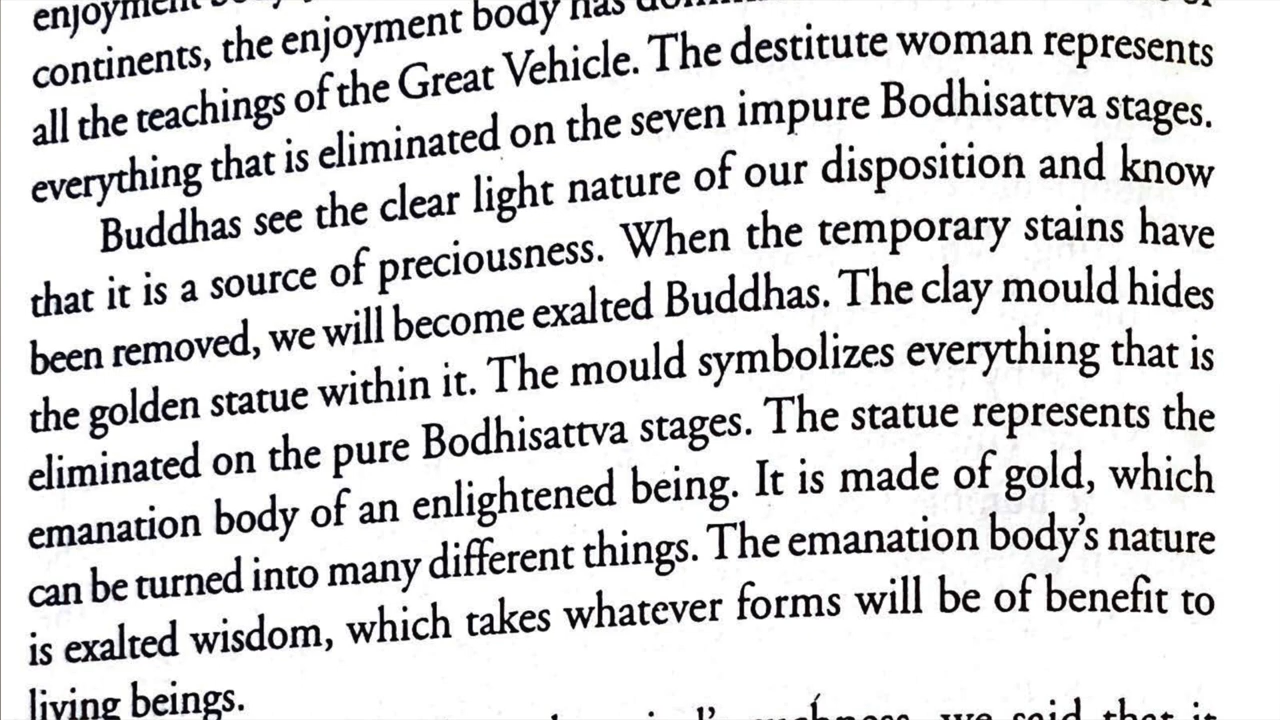 enjoyment
continents, the enjoyment body has
all the teachings of the Great Vehicle. The destitute woman represents
everything that is eliminated on the seven impure Bodhisattva stages.
Buddhas see the clear light nature of our disposition and know
that it is a source of preciousness. When the temporary stains have
been removed, we will become exalted Buddhas. The clay mould hides
the golden statue within it. The mould symbolizes everything that is
eliminated on the pure Bodhisattva stages. The statue represents the
emanation body of an enlightened being. It is made of gold, which
can be turned into many different things. The emanation body's nature
is exalted wisdom, which takes whatever forms will be of benefit to
living beings.
we said that it